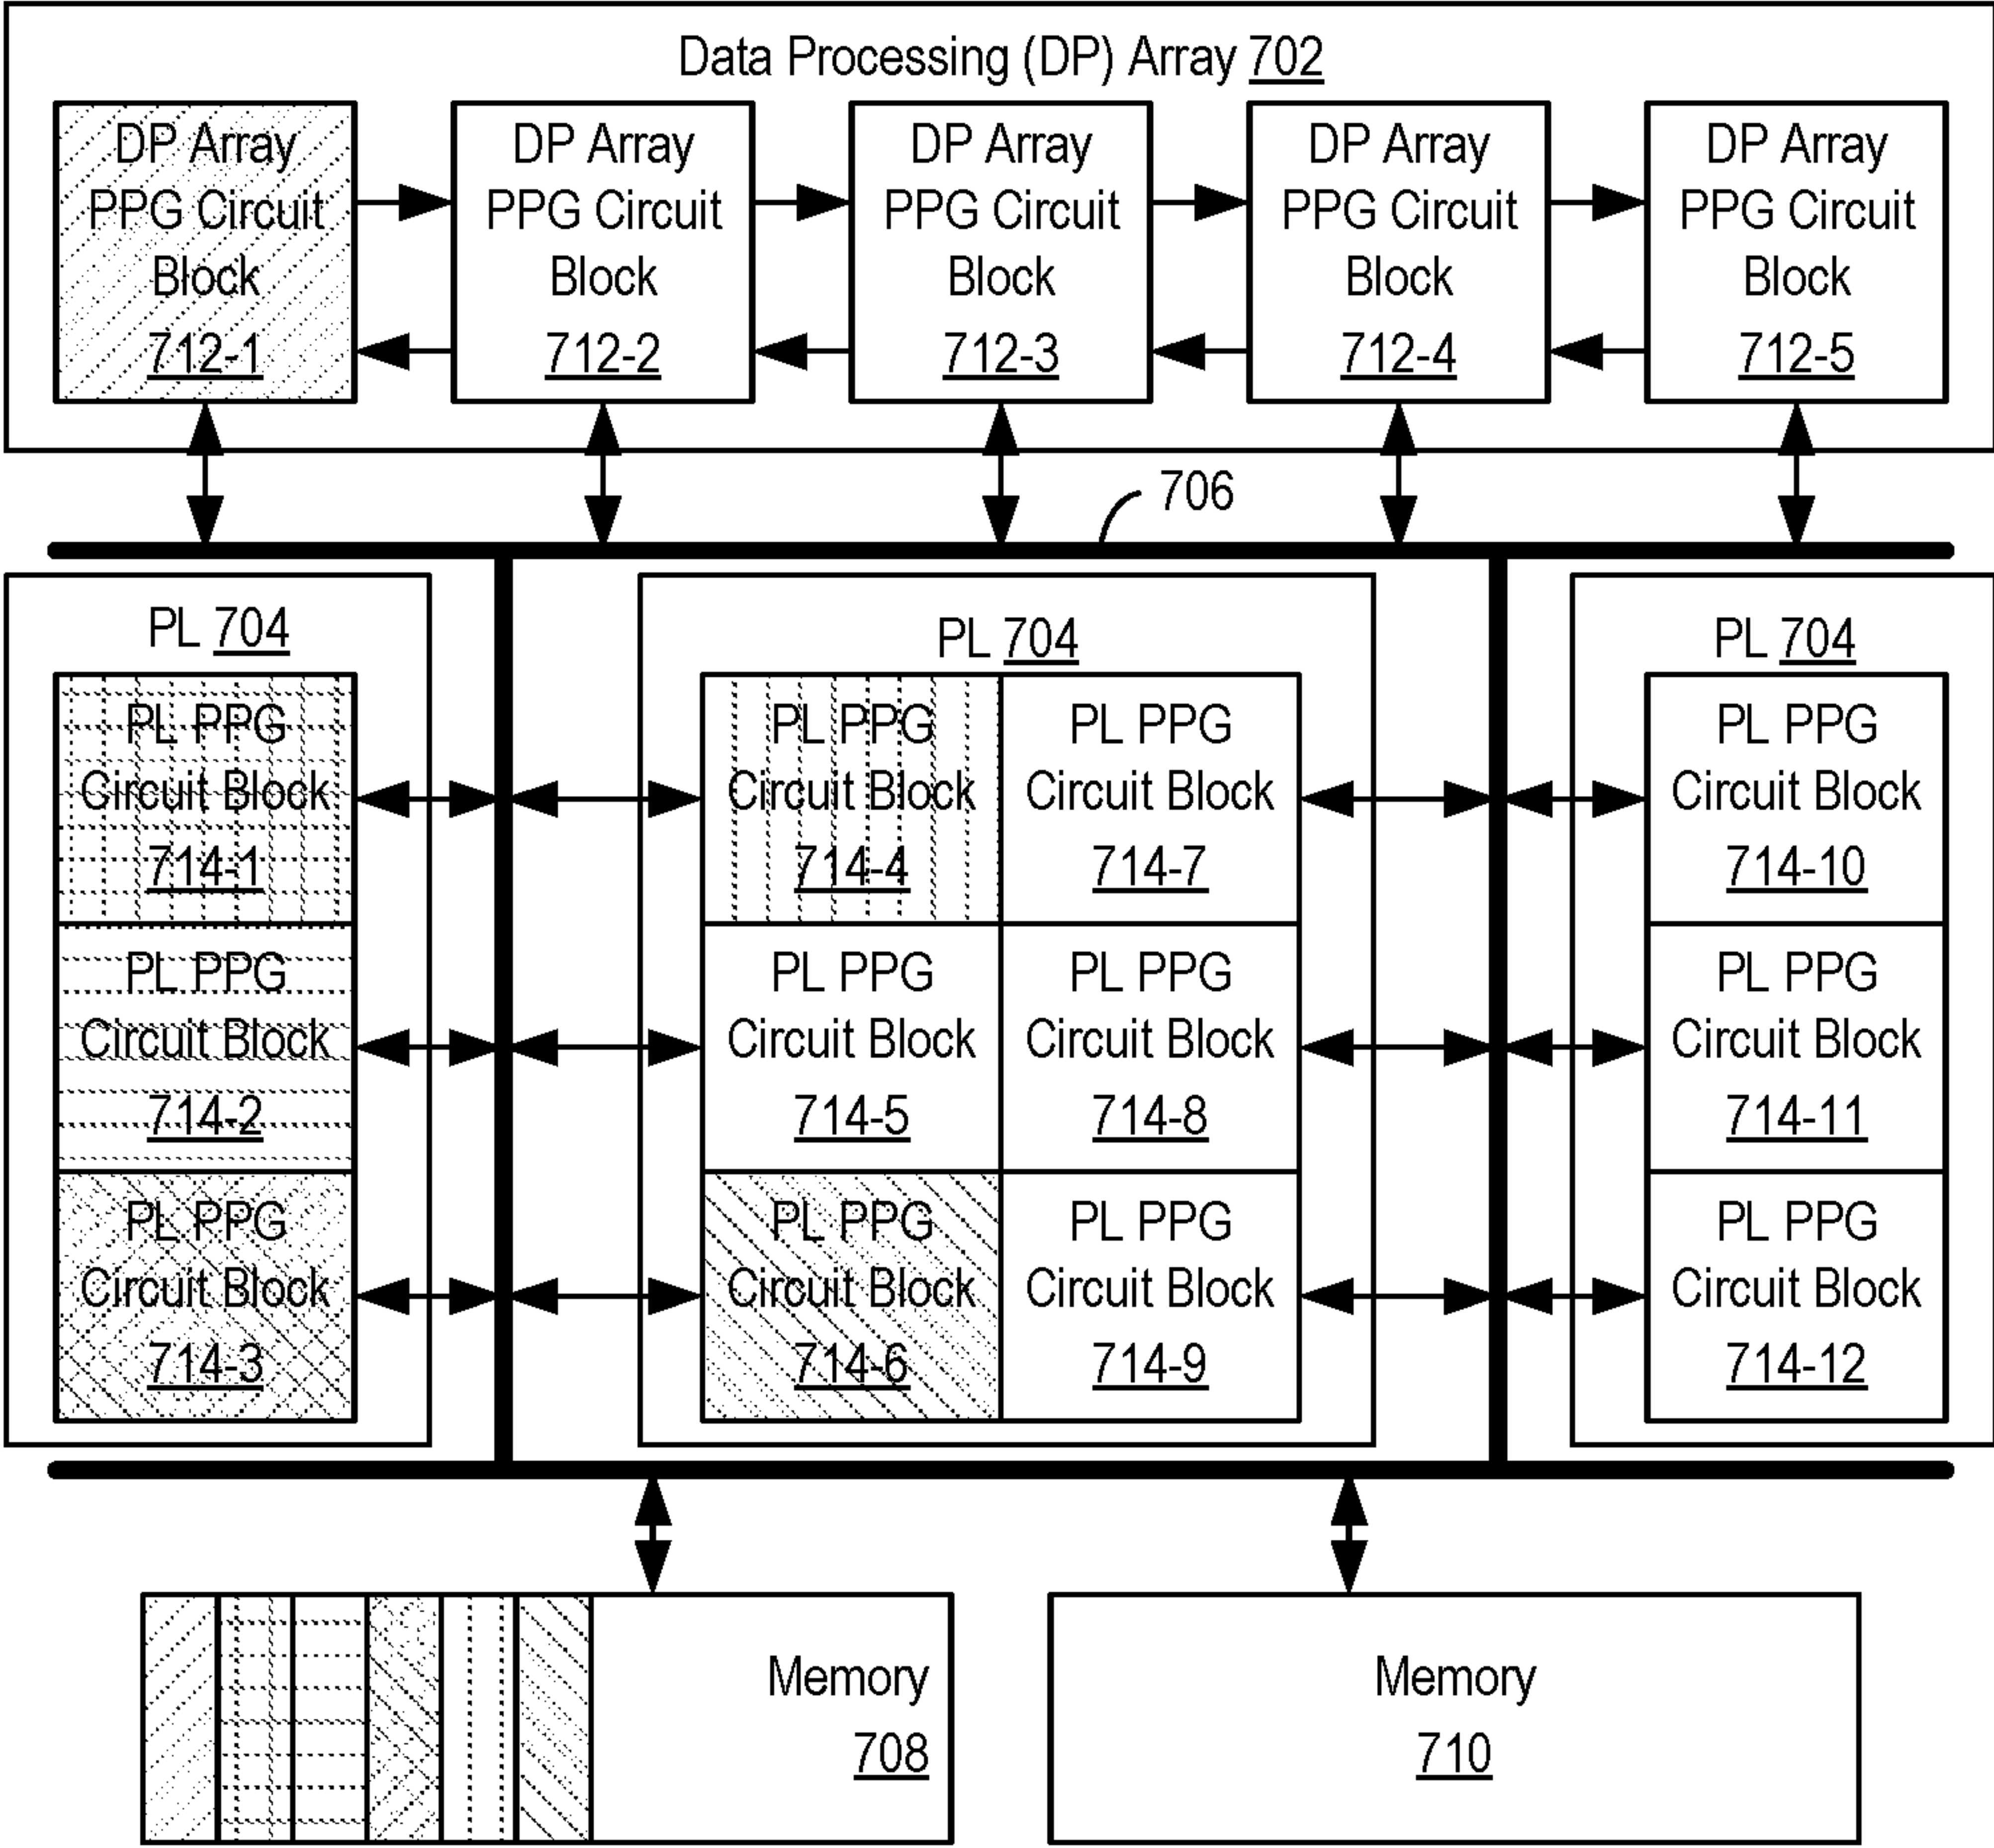 Data Processing (DP) Array 702
DP Array
PPG Circuit
Block
712-1
DP Array
PPG Circuit
Block
712-2
DP Array
PPG Circuit
Block
712-3
DP Array
PPG Circuit
Block
712-4
DP Array
PPG Circuit
Block
712-5
706
PL 704
PL PPG
Circuit Block
714-1
PL PPG
Circuit Block
714-2
PL PPG
Circuit Block
714-3
PL 704
PL PPG
Circuit Block
714-4
PL PPG
Circuit Block
714-7
PL PPG
Circuit Block
714-5
PL PPG
Circuit Block
714-8
PL PPG
Circuit Block
714-6
PL PPG
Circuit Block
714-9
PL 704
PL PPG
Circuit Block
714-10
PL PPG
Circuit Block
714-11
PL PPG
Circuit Block
714-12
Memory
708
Memory
710